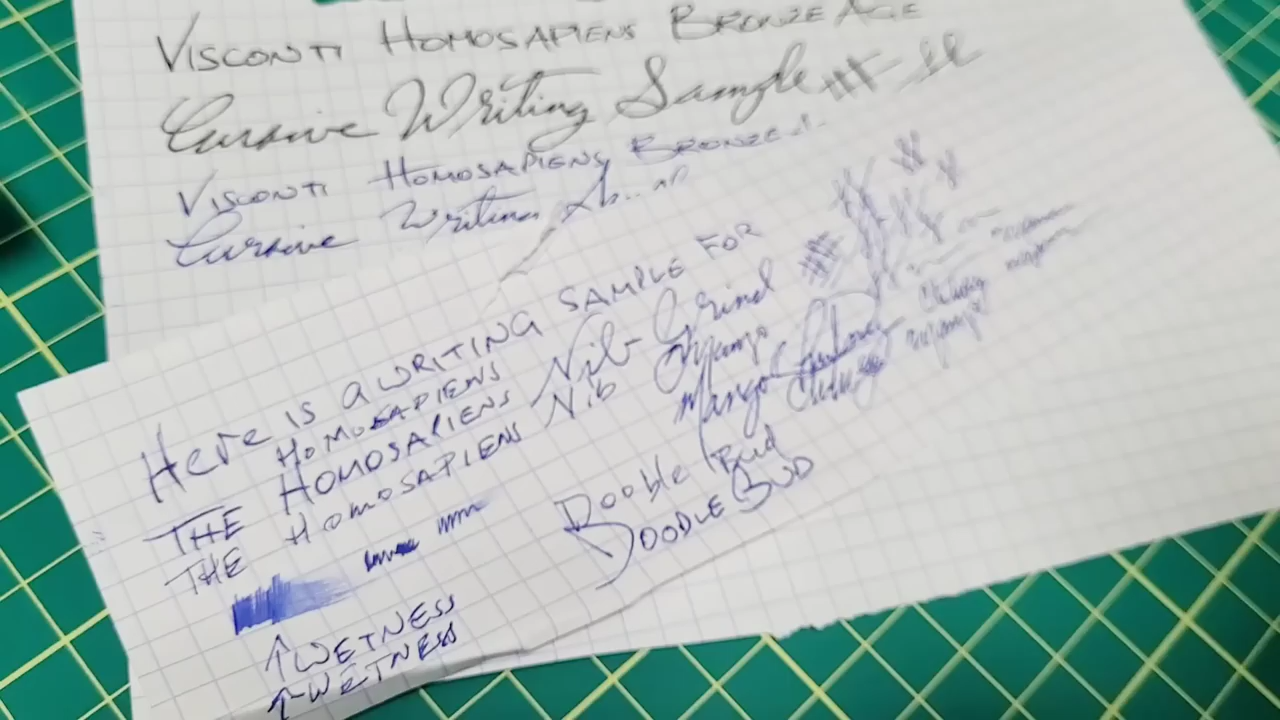 VISCONTI HOMOSAPIENS BRONZE AGE
Cursive Writing Sample
VISCONTI HOMOSAPIENS BRONZE
Cursive Writing
Here is a WRITING SAMPLE FOR
HOMOSAPIENS
THE HOMOSAPIENS Nib Grind
THE HOMOSAPIENS Nib
Mango
Doodle Bud
DOODLE BUD
↑WETNESS
↑WETNESS